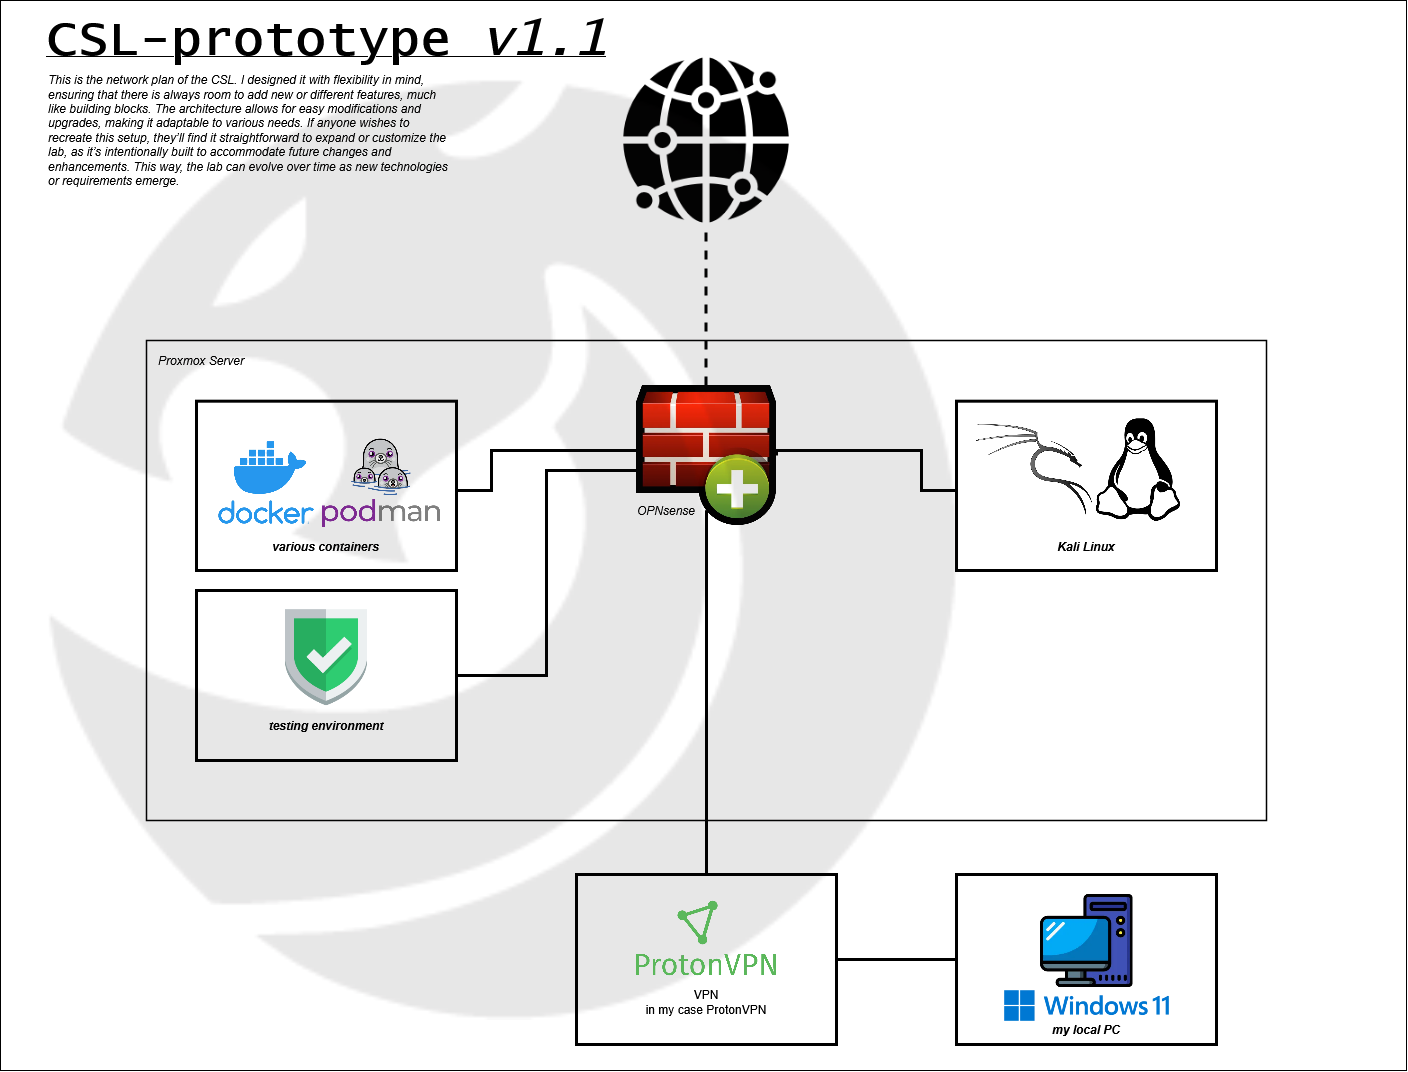 CSL-prototype v1.1
This is the network plan of the CSL. I designed it with flexibility in mind,
ensuring that there is always room to add new or different features, much
like building blocks. The architecture allows for easy modifications and
upgrades, making it adaptable to various needs. If anyone wishes to
recreate this setup, they'll find it straightforward to expand or customize the
lab, as it's intentionally built to accommodate future changes and
enhancements. This way, the lab can evolve over time as new technologies
or requirements emerge.
Proxmox Server
docker
podman
various containers
OPNsense
Kali Linux
testing environment
ProtonVPN
VPN
in my case ProtonVPN
Windows 11
my local PC